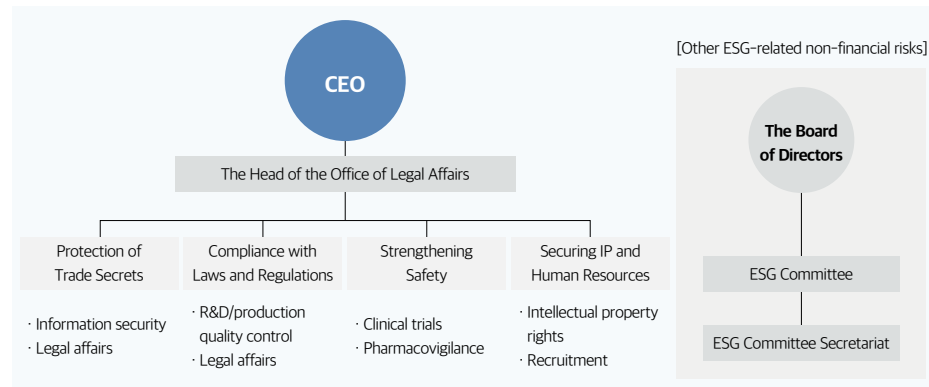 CEO
The Head of the Office of Legal Affairs
Protection of
Trade Secrets
· Information security
· Legal affairs
Compliance with
Laws and Regulations
· R&D/production
quality control
· Legal affairs
Strengthening
Safety
· Clinical trials
· Pharmacovigilance
Securing IP and
Human Resources
· Intellectual property
rights
· Recruitment
[Other ESG-related non-financial risks]
The Board
of Directors
ESG Committee
ESG Committee Secretariat